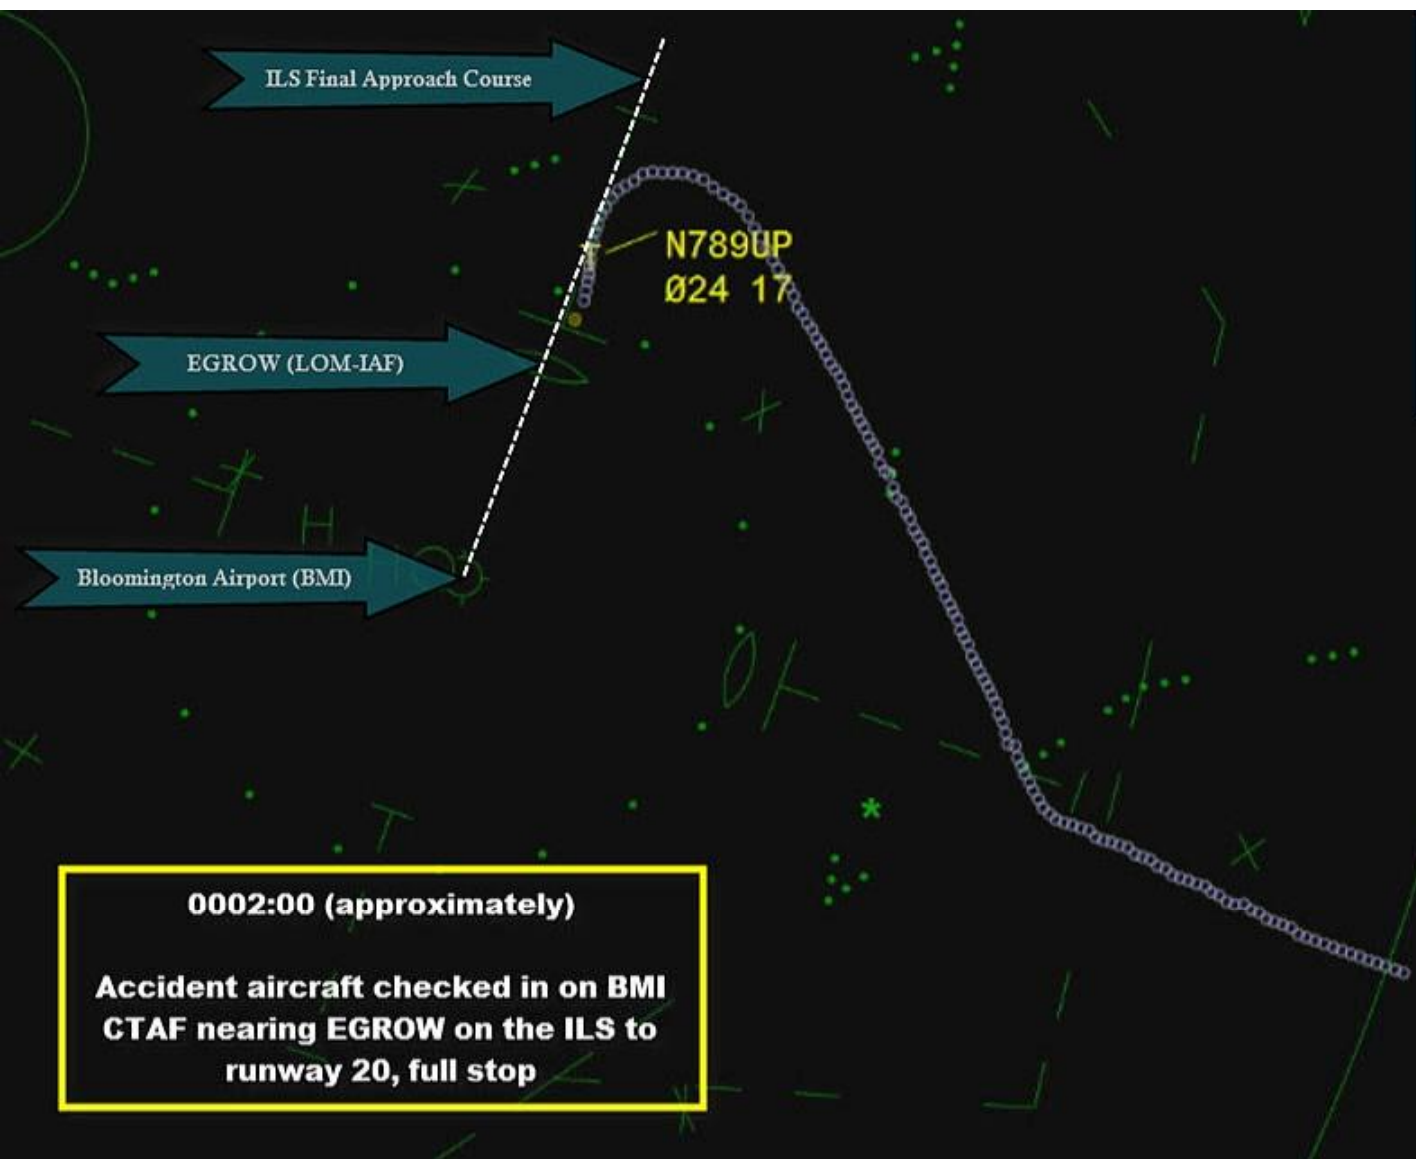 ILS Final Approach Course
N789UP
Ø24 17
EGROW (LOM-IAF)
H
Bloomington Airport (BMI)
*
0002:00 (approximately)
Accident aircraft checked in on BMI
CTAF nearing EGROW on the ILS to
runway 20, full stop